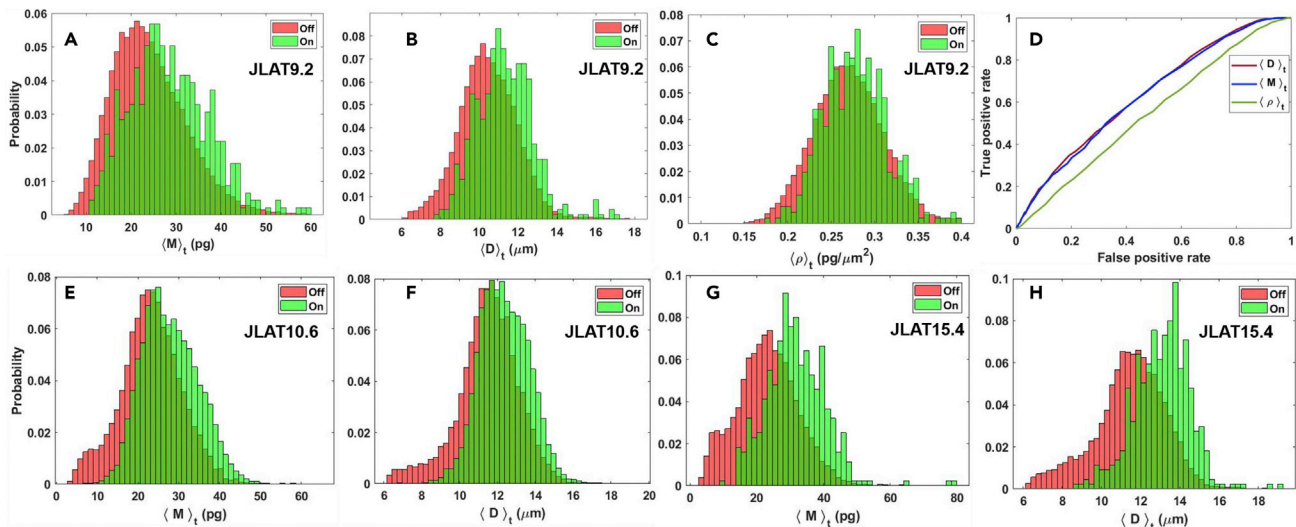 A
Off
On
JLAT9.2
Probability
0.06
0.05
0.04
0.03
0.02
0.01
0
10 20 30 40 50 60
⟨M⟩t (pg)
B
Off
On
JLAT9.2
0.09
0.08
0.07
0.06
0.05
0.04
0.03
0.02
0.01
0
6 8 10 12 14 16 18
⟨D⟩t (μm)
C
Off
On
JLAT9.2
0.08
0.07
0.06
0.05
0.04
0.03
0.02
0.01
0
0.1 0.15 0.2 0.25 0.3 0.35 0.4
⟨ρ⟩t (pg/μm2)
D
⟨D⟩t
⟨M⟩t
⟨ρ⟩t
True positive rate
1
0.8
0.6
0.4
0.2
0
0 0.2 0.4 0.6 0.8 1
False positive rate
E
Off
On
JLAT10.6
Probability
0.08
0.06
0.04
0.02
0
0 10 20 30 40 50 60
⟨ M ⟩t (pg)
F
Off
On
JLAT10.6
0.08
0.06
0.04
0.02
0
6 8 10 12 14 16 18 20
⟨ D ⟩t (μm)
G
Off
On
JLAT15.4
0.1
0.08
0.06
0.04
0.02
0
0 20 40 60 80
⟨ M ⟩t (pg)
H
Off
On
JLAT15.4
0.1
0.08
0.06
0.04
0.02
0
6 8 10 12 14 16 18
⟨ D ⟩t (μm)